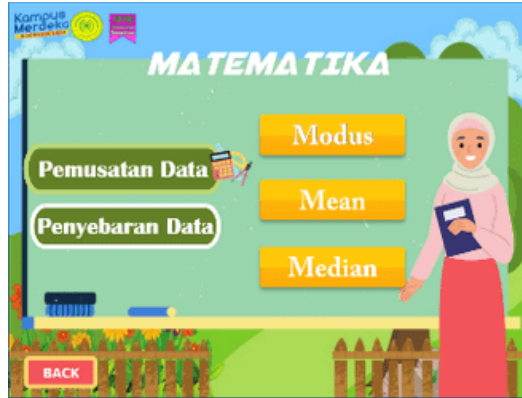 Kampus
Merdeka
MATEMATIKA
Modus
Pemusatan Data
Mean
Penyebaran Data
Median
BACK